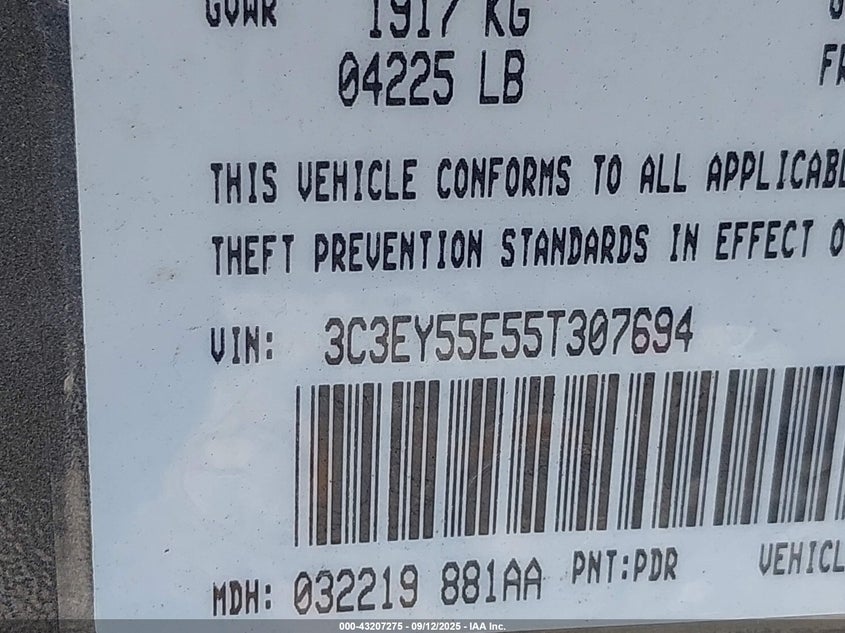 GVWR 1917 KG
04225 LB
THIS VEHICLE CONFORMS TO ALL APPLICABL
THEFT PREVENTION STANDARDS IN EFFECT O
VIN: 3C3EY55E55T307694
MDH: 032219 881AA PNT:PDR VEHICL
000-43207275 - 09/12/2025 - IAA Inc.